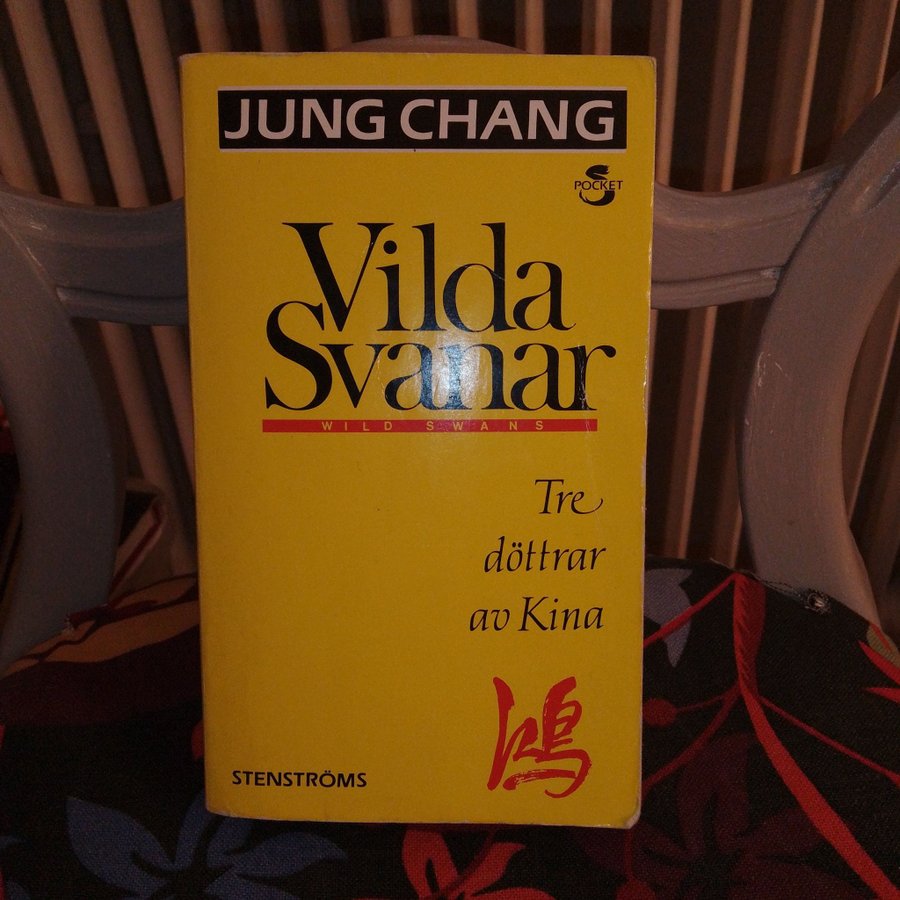 JUNG CHANG
POCKET
Vilda
Svanar
WILD SWANS
Tre
döttrar
av Kina
鴻
STENSTRÖMS